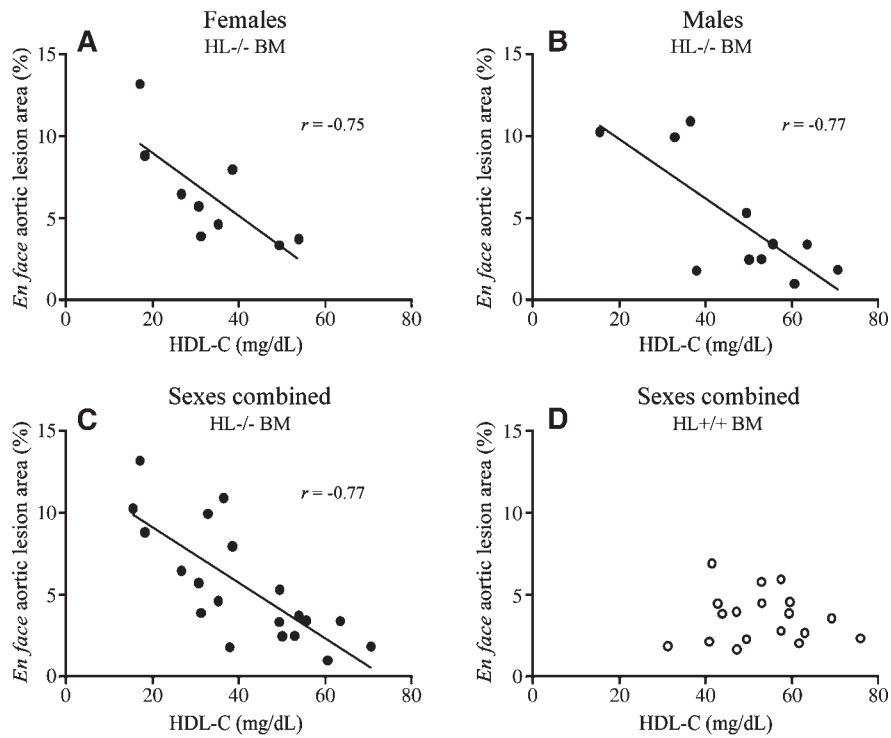 A
Females
HL-/- BM
En face aortic lesion area (%)
15
10
5
0
r = -0.75
0 20 40 60 80
HDL-C (mg/dL)
B
Males
HL-/- BM
En face aortic lesion area (%)
15
10
5
0
r = -0.77
0 20 40 60 80
HDL-C (mg/dL)
C
Sexes combined
HL-/- BM
En face aortic lesion area (%)
15
10
5
0
r = -0.77
0 20 40 60 80
HDL-C (mg/dL)
D
Sexes combined
HL+/+ BM
En face aortic lesion area (%)
15
10
5
0
0 20 40 60 80
HDL-C (mg/dL)